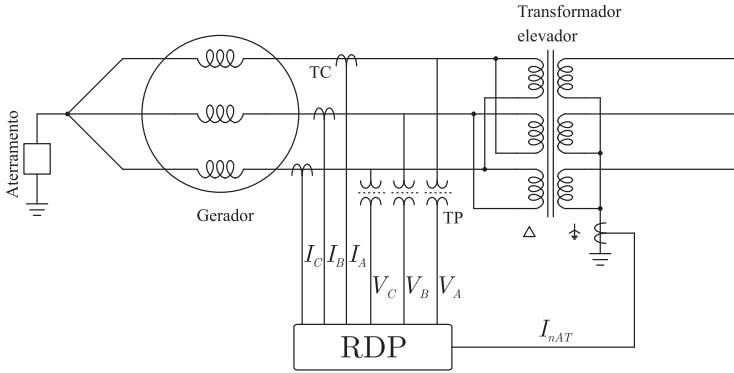 Transformador
elevador
TC
Aterramento
Gerador
TP
△
I_C I_B I_A
V_C V_B V_A
I_nAT
RDP